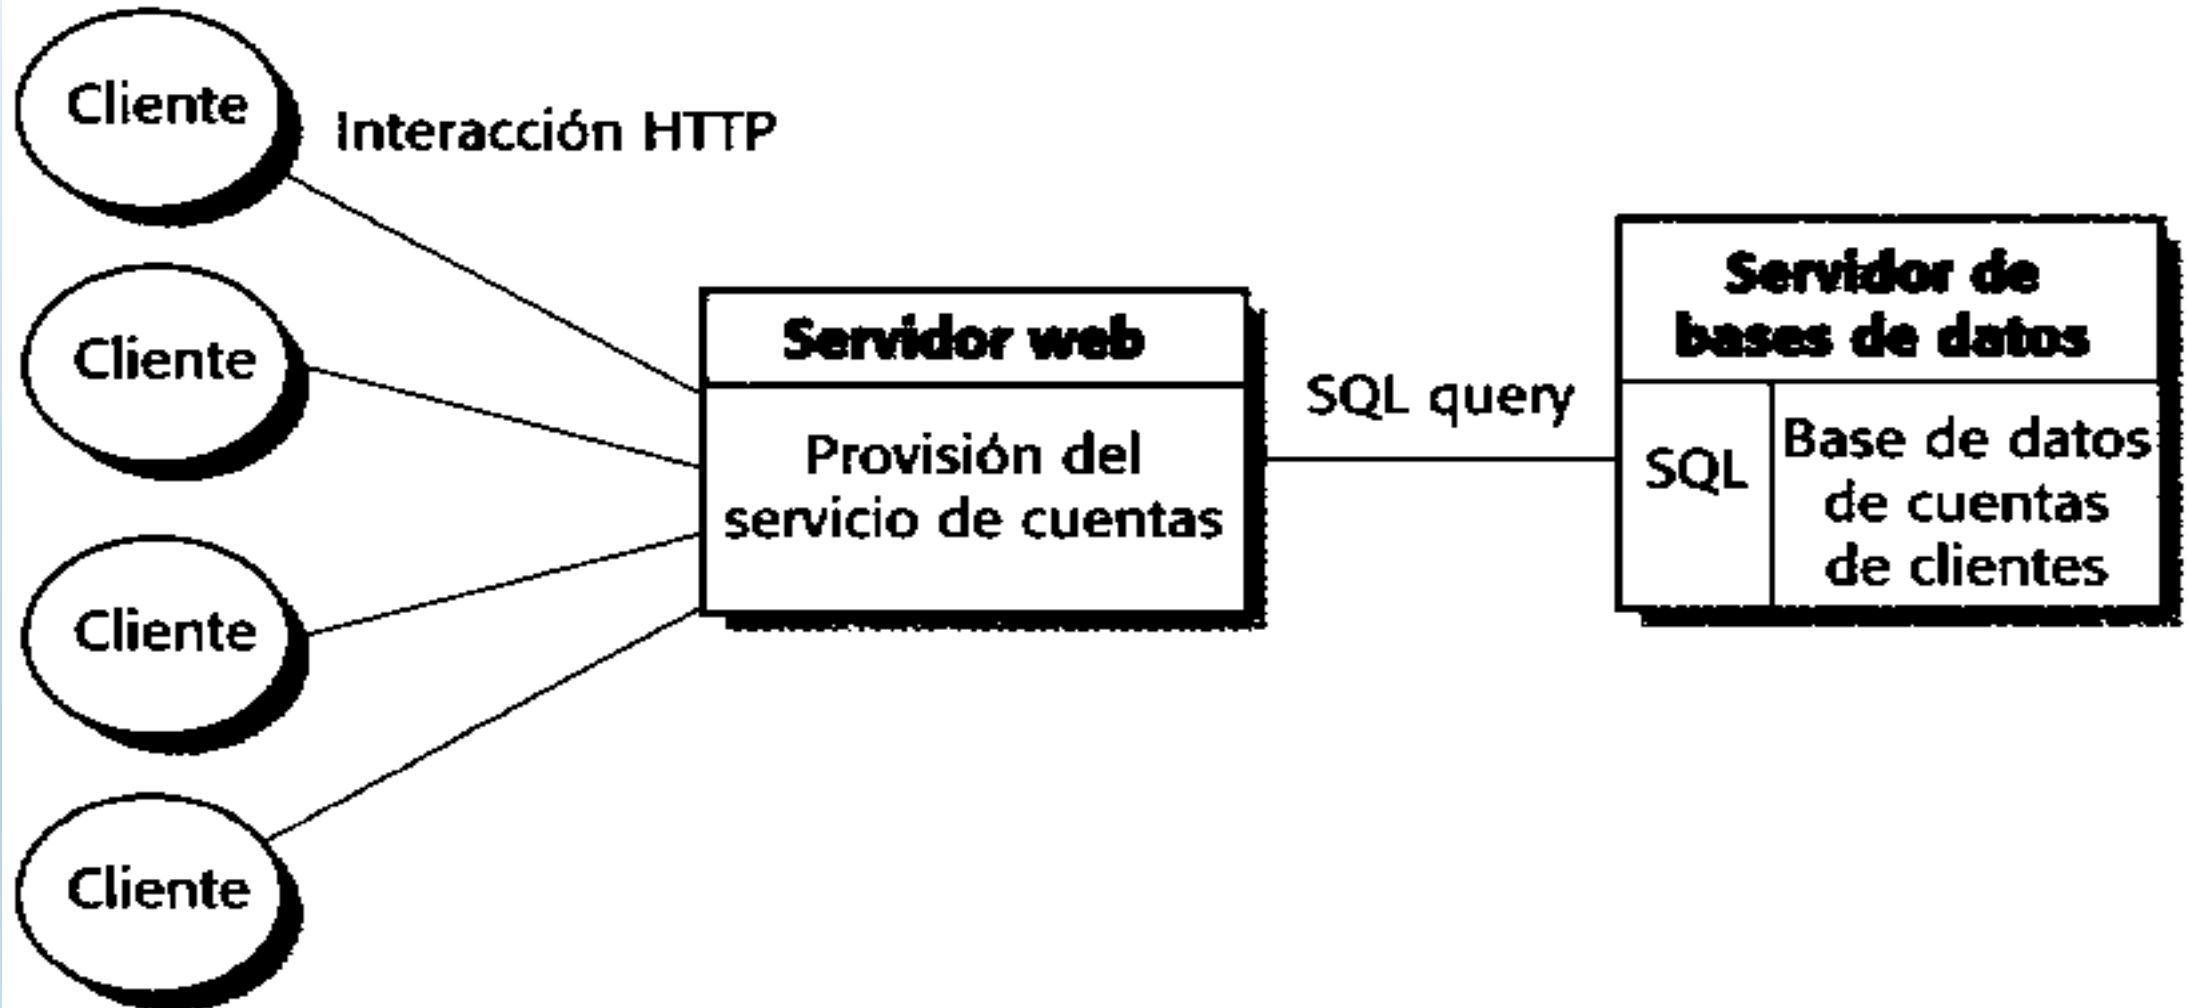 Cliente
Interacción HTTP
Cliente
Cliente
Cliente
Servidor web
Provisión del
servicio de cuentas
SQL query
Servidor de
bases de datos
SQL
Base de datos
de cuentas
de clientes